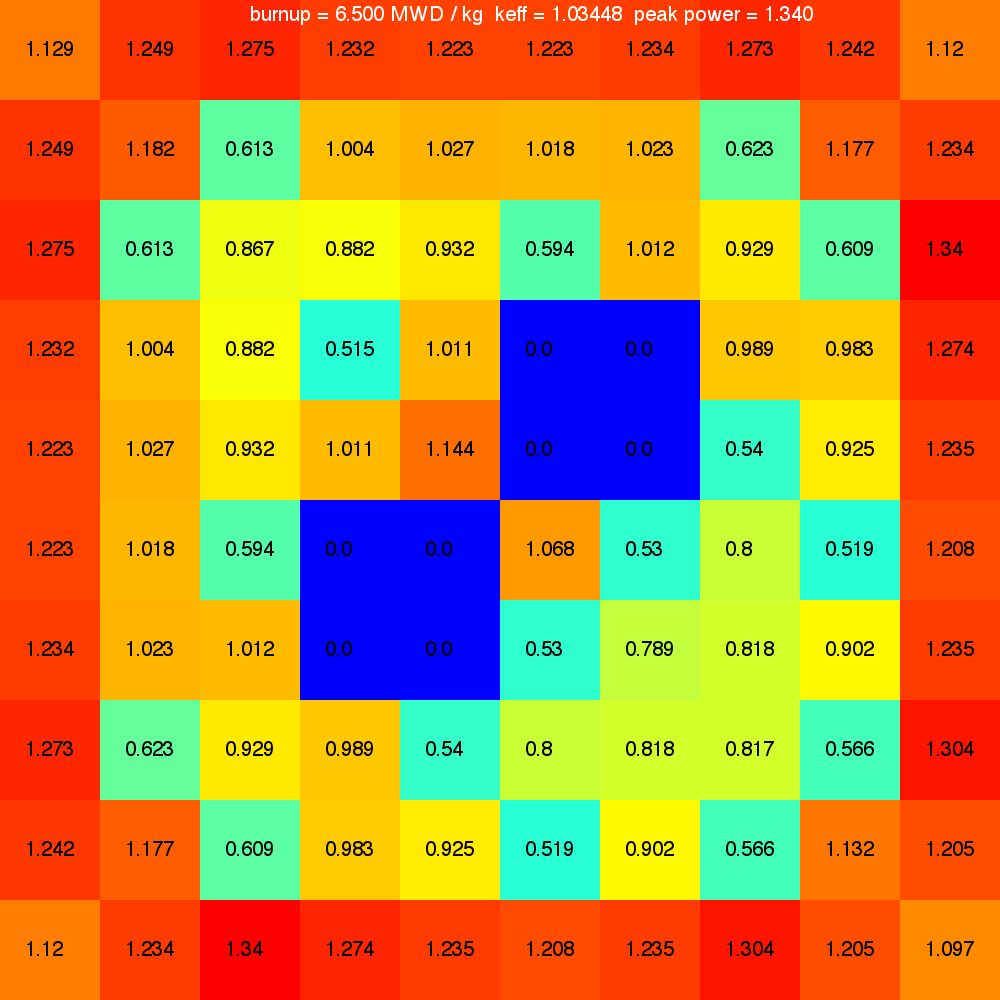 burnup = 6.500 MWD / kg keff = 1.03448 peak power = 1.340
1.129 1.249 1.275 1.232 1.223 1.223 1.234 1.273 1.242 1.12
1.249 1.182 0.613 1.004 1.027 1.018 1.023 0.623 1.177 1.234
1.275 0.613 0.867 0.882 0.932 0.594 1.012 0.929 0.609 1.34
1.232 1.004 0.882 0.515 1.011 0.0 0.0 0.989 0.983 1.274
1.223 1.027 0.932 1.011 1.144 0.0 0.0 0.54 0.925 1.235
1.223 1.018 0.594 0.0 0.0 1.068 0.53 0.8 0.519 1.208
1.234 1.023 1.012 0.0 0.0 0.53 0.789 0.818 0.902 1.235
1.273 0.623 0.929 0.989 0.54 0.8 0.818 0.817 0.566 1.304
1.242 1.177 0.609 0.983 0.925 0.519 0.902 0.566 1.132 1.205
1.12 1.234 1.34 1.274 1.235 1.208 1.235 1.304 1.205 1.097